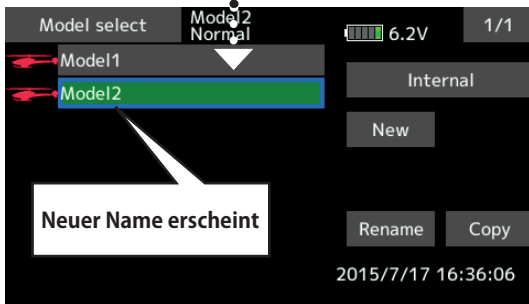 Model select
Model2
Normal
6.2V
1/1
Model1
Model2
Internal
New
Neuer Name erscheint
Rename
Copy
2015/7/17 16:36:06